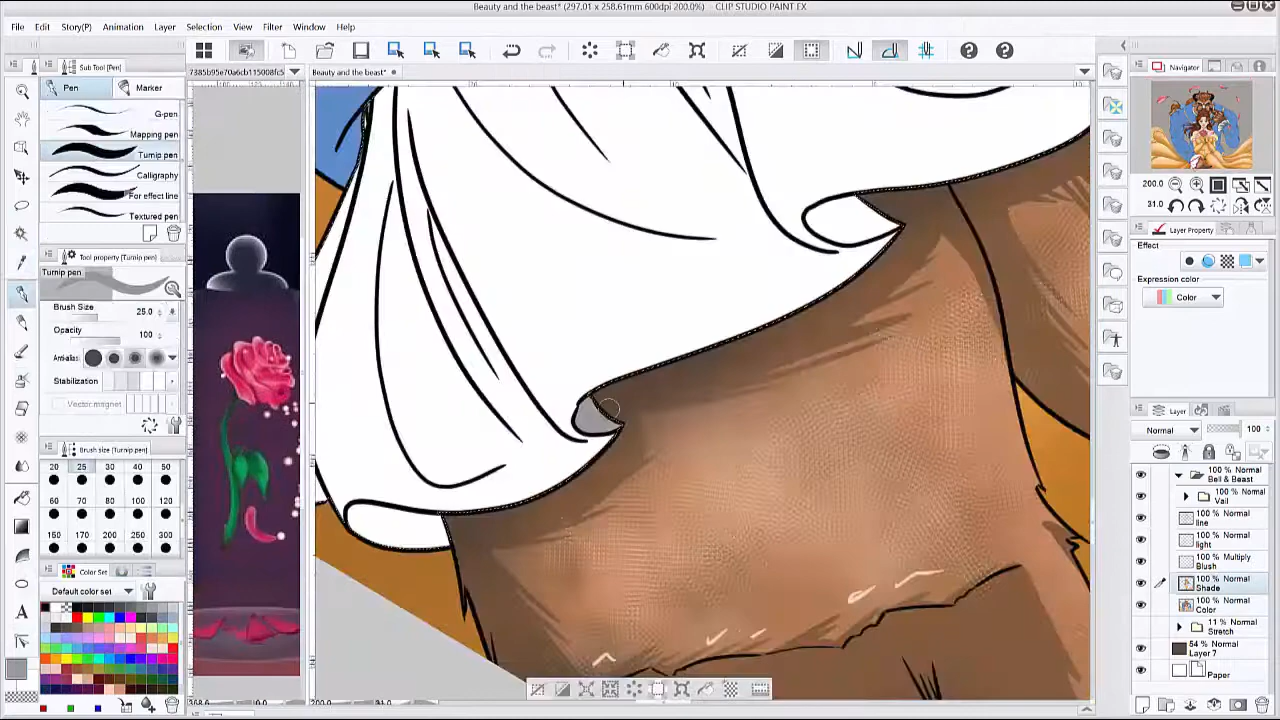 Beauty and the beast* (297.01 x 258.61mm 600dpi 200.0%) - CLIP STUDIO PAINT EX
File Edit Story(P) Animation Layer Selection View Filter Window Help
Sub Tool[Pen]
7385b95e70a6cb115008fc5 Beauty and the beast*
Navigator
Pen Marker
G-pen
Mapping pen
Turnip pen
Calligraphy
For effect line
Textured pen
200.0
31.0
Layer Property
Tool property [Turnip pen]
Turnip pen
Effect
Expression color
Color
Brush Size 25.0
Opacity 100
Anti-alias
Stabilization
Vector magnet
Layer
Normal 100
Brush size [Turnip pen]
20 25 30 40 50
60 70 80 100 120
150 170 200 250 300
100 % Normal
Bell & Beast
100 % Normal
Vail
100 % Normal
line
100 % Normal
light
100 % Multiply
Blush
100 % Normal
Shade
100 % Normal
Color
11 % Normal
Stretch
54 % Normal
Layer 7
Paper
Color Set
Default color set